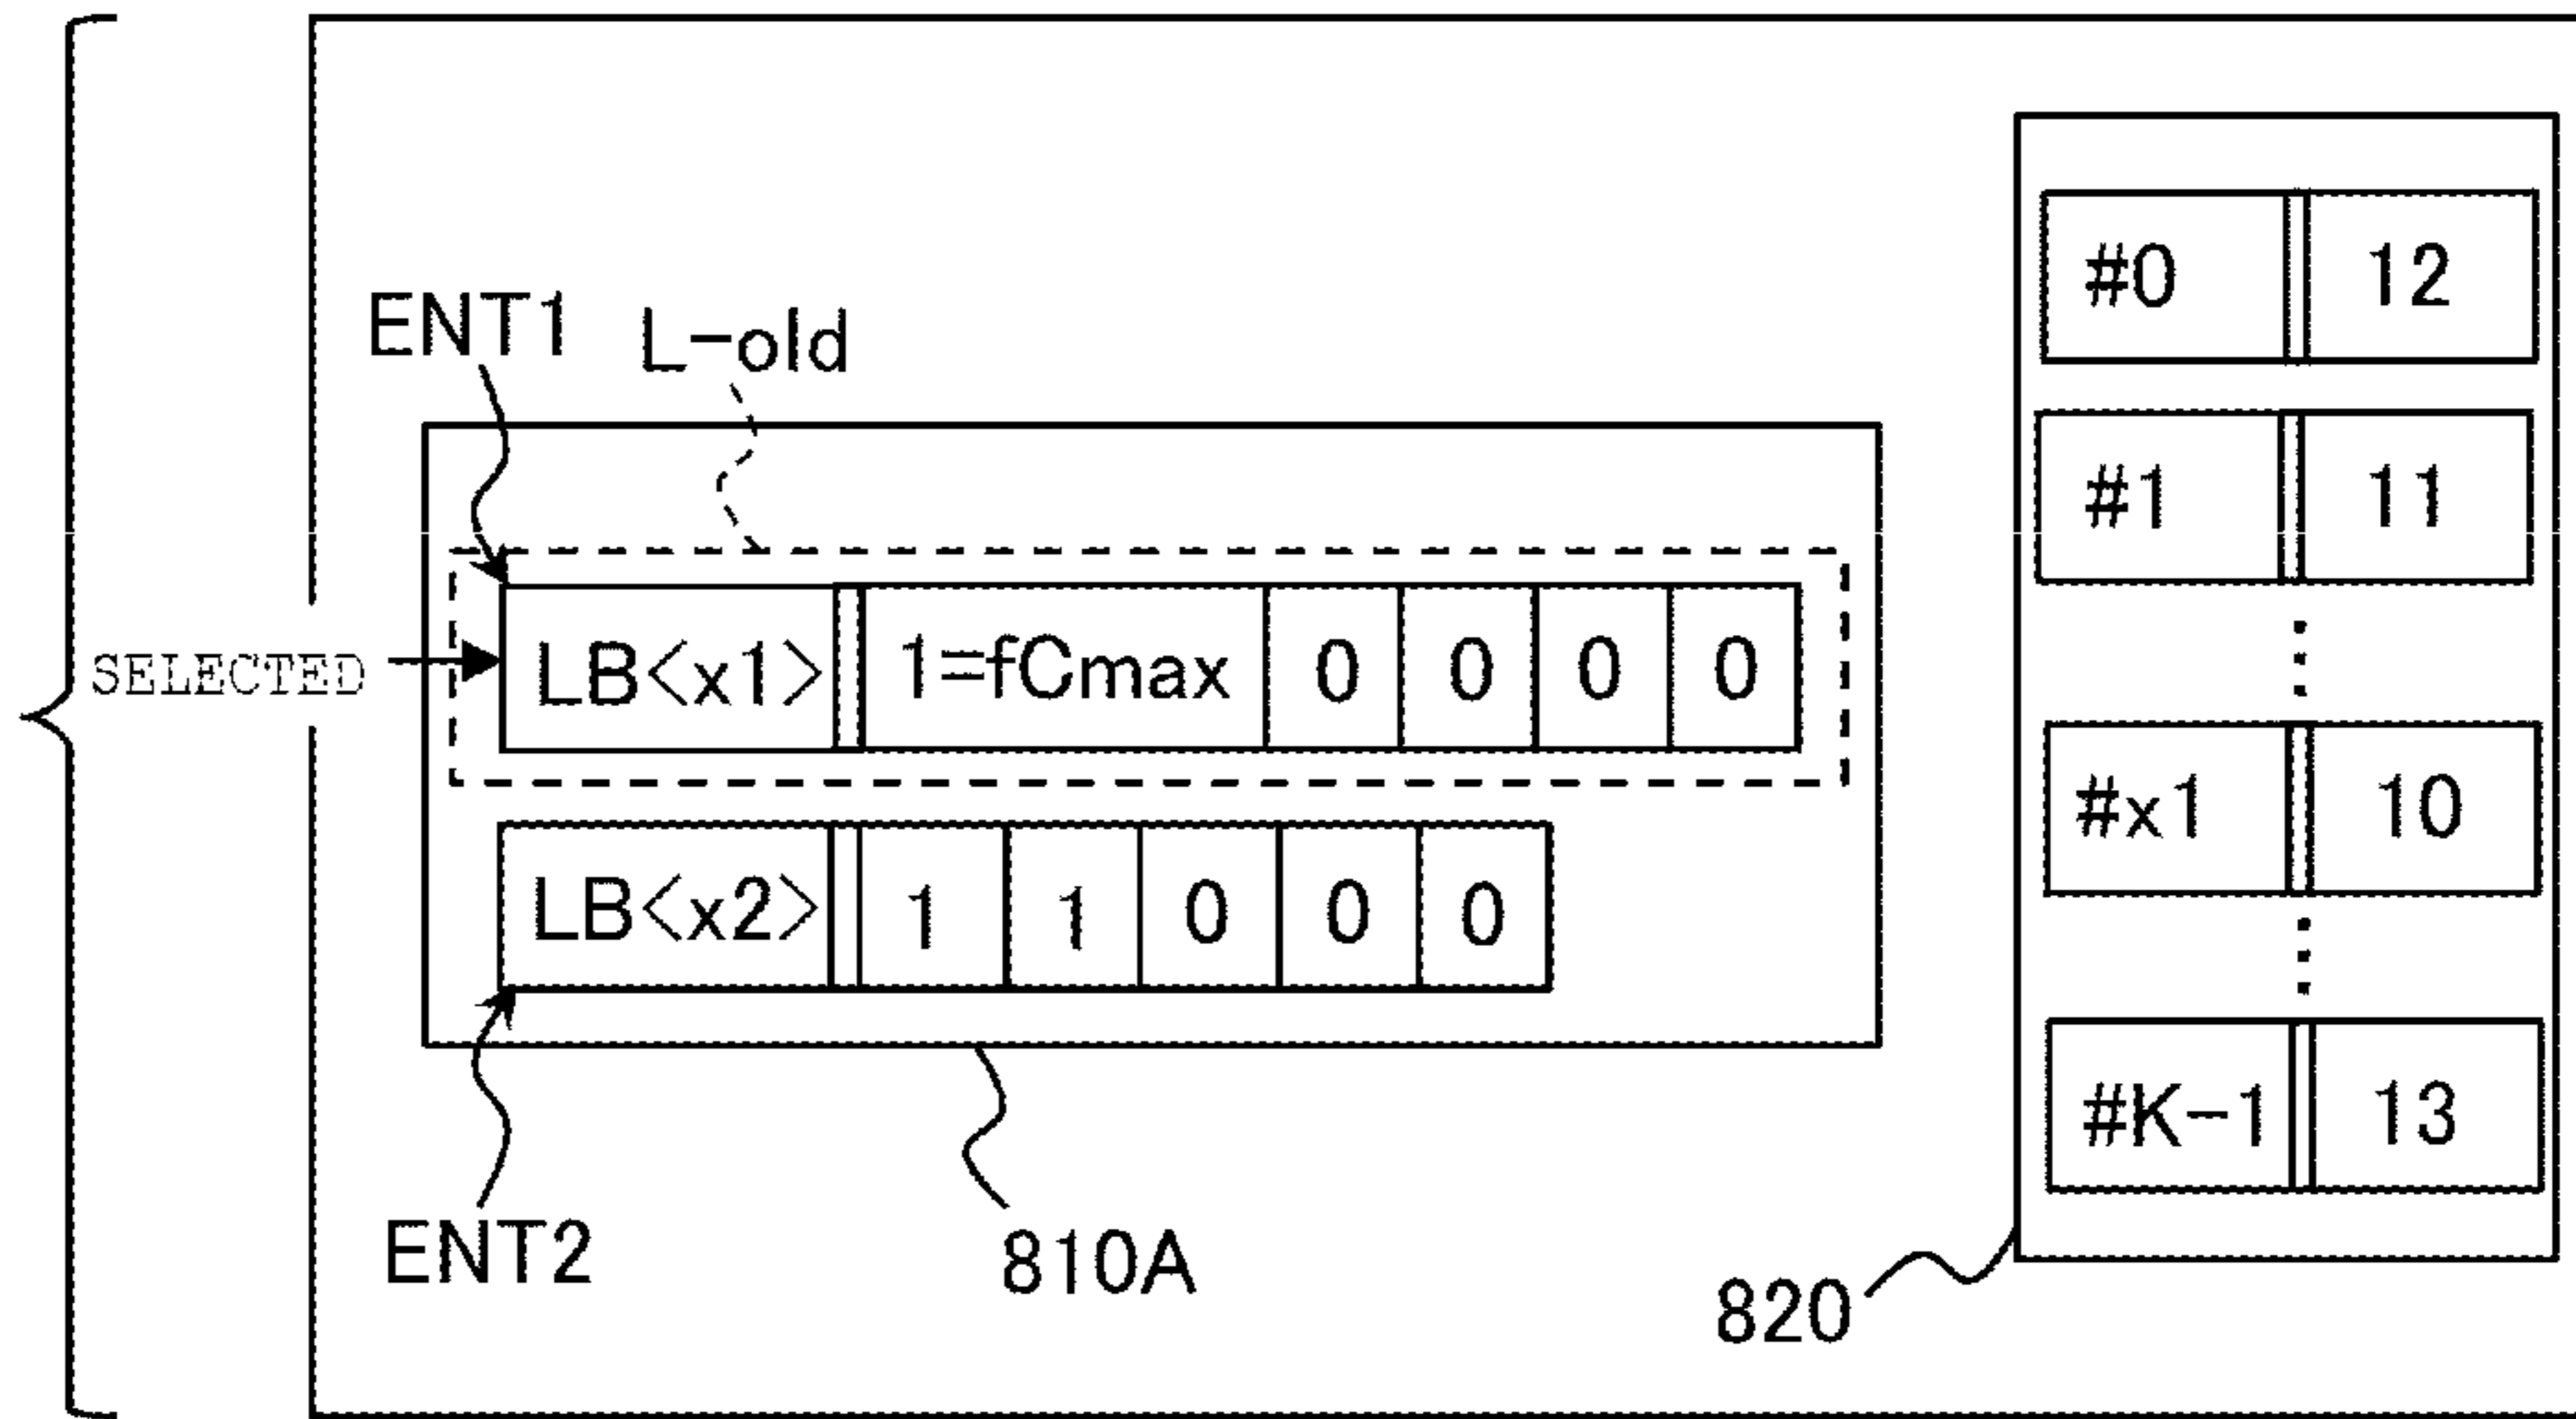 ENT1
L-old
SELECTED
LB<x1> 1=fCmax 0 0 0 0
LB<x2> 1 1 0 0 0
ENT2
810A
#0 12
#1 11
#x1 10
#K-1 13
820